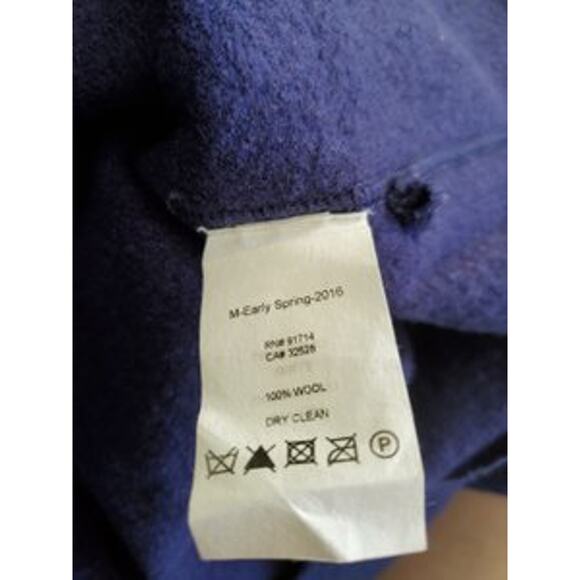 M-Early Spring-2016
RN# 91714
CA# 32528
100% WOOL
DRY CLEAN
P